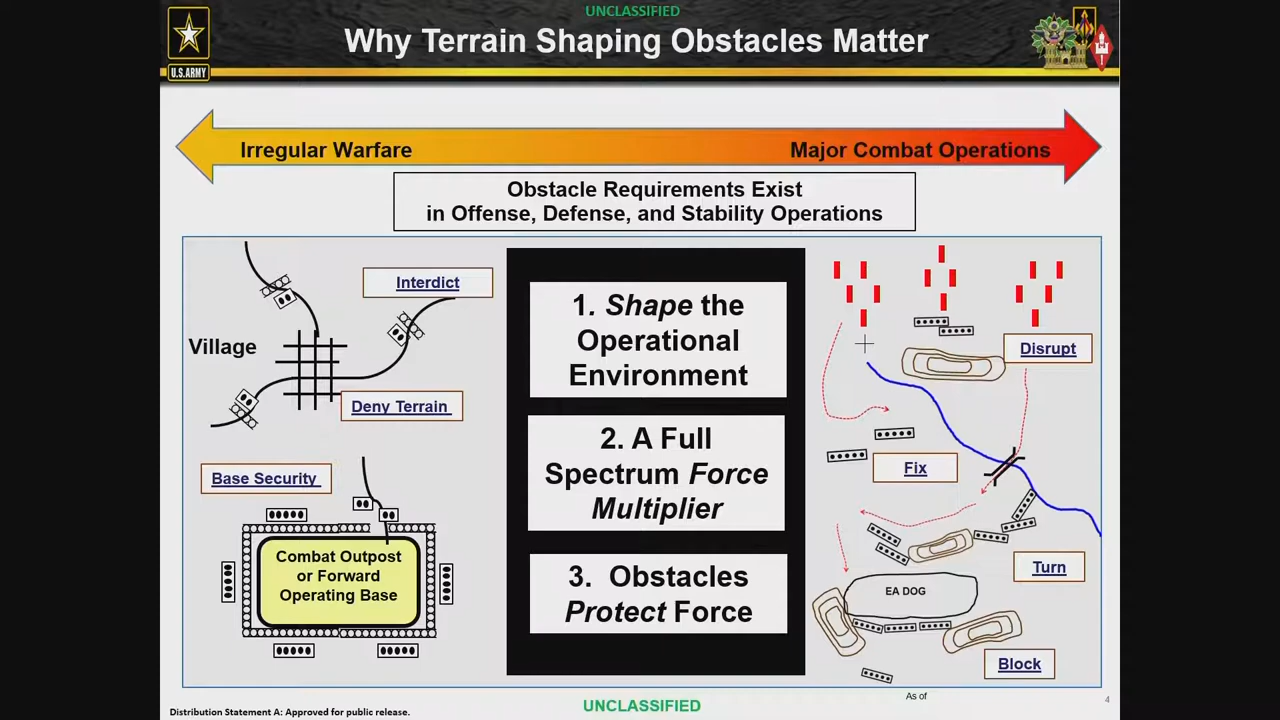 UNCLASSIFIED
Why Terrain Shaping Obstacles Matter
U.S.ARMY
Irregular Warfare
Major Combat Operations
Obstacle Requirements Exist
in Offense, Defense, and Stability Operations
Interdict
Village
Deny Terrain
Base Security
Combat Outpost
or Forward
Operating Base
1. Shape the
Operational
Environment
2. A Full
Spectrum Force
Multiplier
3. Obstacles
Protect Force
Disrupt
Fix
Turn
EA DOG
Block
As of
4
UNCLASSIFIED
Distribution Statement A: Approved for public release.